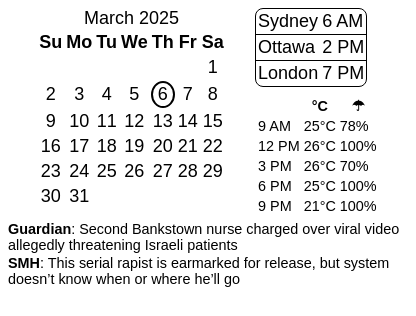 March 2025
Su Mo Tu We Th Fr Sa
1
2 3 4 5 6 7 8
9 10 11 12 13 14 15
16 17 18 19 20 21 22
23 24 25 26 27 28 29
30 31
Sydney 6 AM
Ottawa 2 PM
London 7 PM
°C ☂
9 AM 25°C 78%
12 PM 26°C 100%
3 PM 26°C 70%
6 PM 25°C 100%
9 PM 21°C 100%
Guardian: Second Bankstown nurse charged over viral video
allegedly threatening Israeli patients
SMH: This serial rapist is earmarked for release, but system
doesn’t know when or where he’ll go